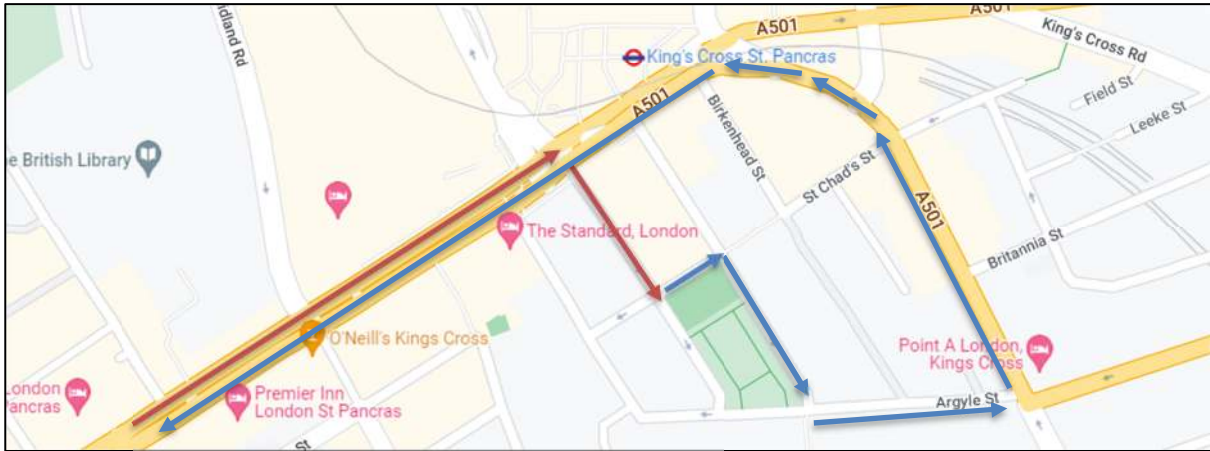 A501
A501
King's
Cross Rd
idland Rd
King's Cross St. Pancras
A501
Field St
Leeke St
Birkenhead St
e British Library
St Chad's St
A501
The Standard, London
Britannia St
O'Neill's Kings Cross
Point A London,
Kings Cross
London
Pancras
Premier Inn
London St Pancras
Argyle St
St